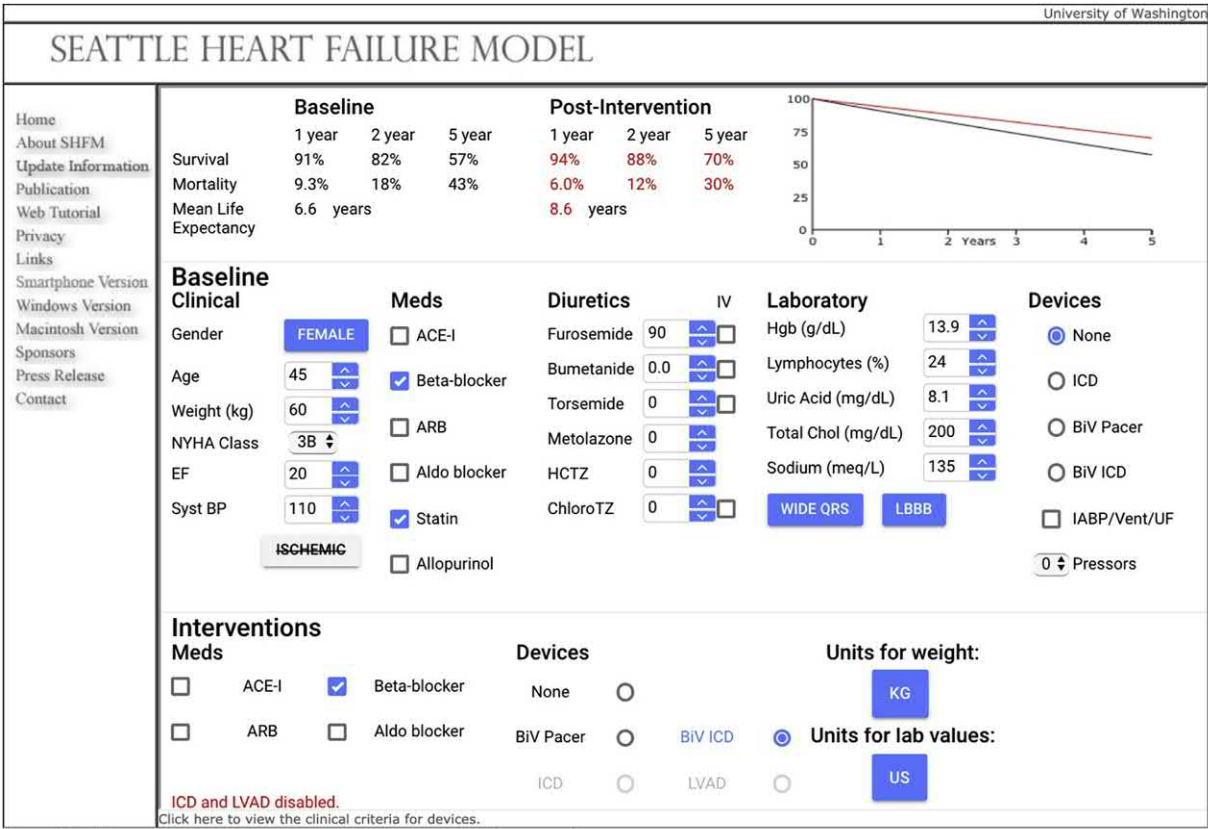 University of Washington
SEATTLE HEART FAILURE MODEL
Home
About SHFM
Update Information
Publication
Web Tutorial
Privacy
Links
Smartphone Version
Windows Version
Macintosh Version
Sponsors
Press Release
Contact
Baseline Post-Intervention
1 year 2 year 5 year 1 year 2 year 5 year
Survival 91% 82% 57% 94% 88% 70%
Mortality 9.3% 18% 43% 6.0% 12% 30%
Mean Life 6.6 years 8.6 years
Expectancy
100
75
50
25
0
0 1 2 Years 3 4 5
Baseline
Clinical Meds Diuretics IV Laboratory Devices
Gender FEMALE ACE-I Furosemide 90 Hgb (g/dL) 13.9 None
Age 45 Beta-blocker Bumetanide 0.0 Lymphocytes (%) 24 ICD
Weight (kg) 60 ARB Torsemide 0 Uric Acid (mg/dL) 8.1 BiV Pacer
NYHA Class 3B Metolazone 0 Total Chol (mg/dL) 200
EF 20 Aldo blocker HCTZ 0 Sodium (meq/L) 135 BiV ICD
Syst BP 110 Statin ChloroTZ 0 WIDE QRS LBBB IABP/Vent/UF
ISCHEMIC Allopurinol 0 Pressors
Interventions
Meds Devices Units for weight:
ACE-I Beta-blocker None KG
ARB Aldo blocker BiV Pacer BiV ICD Units for lab values:
ICD LVAD US
ICD and LVAD disabled.
Click here to view the clinical criteria for devices.